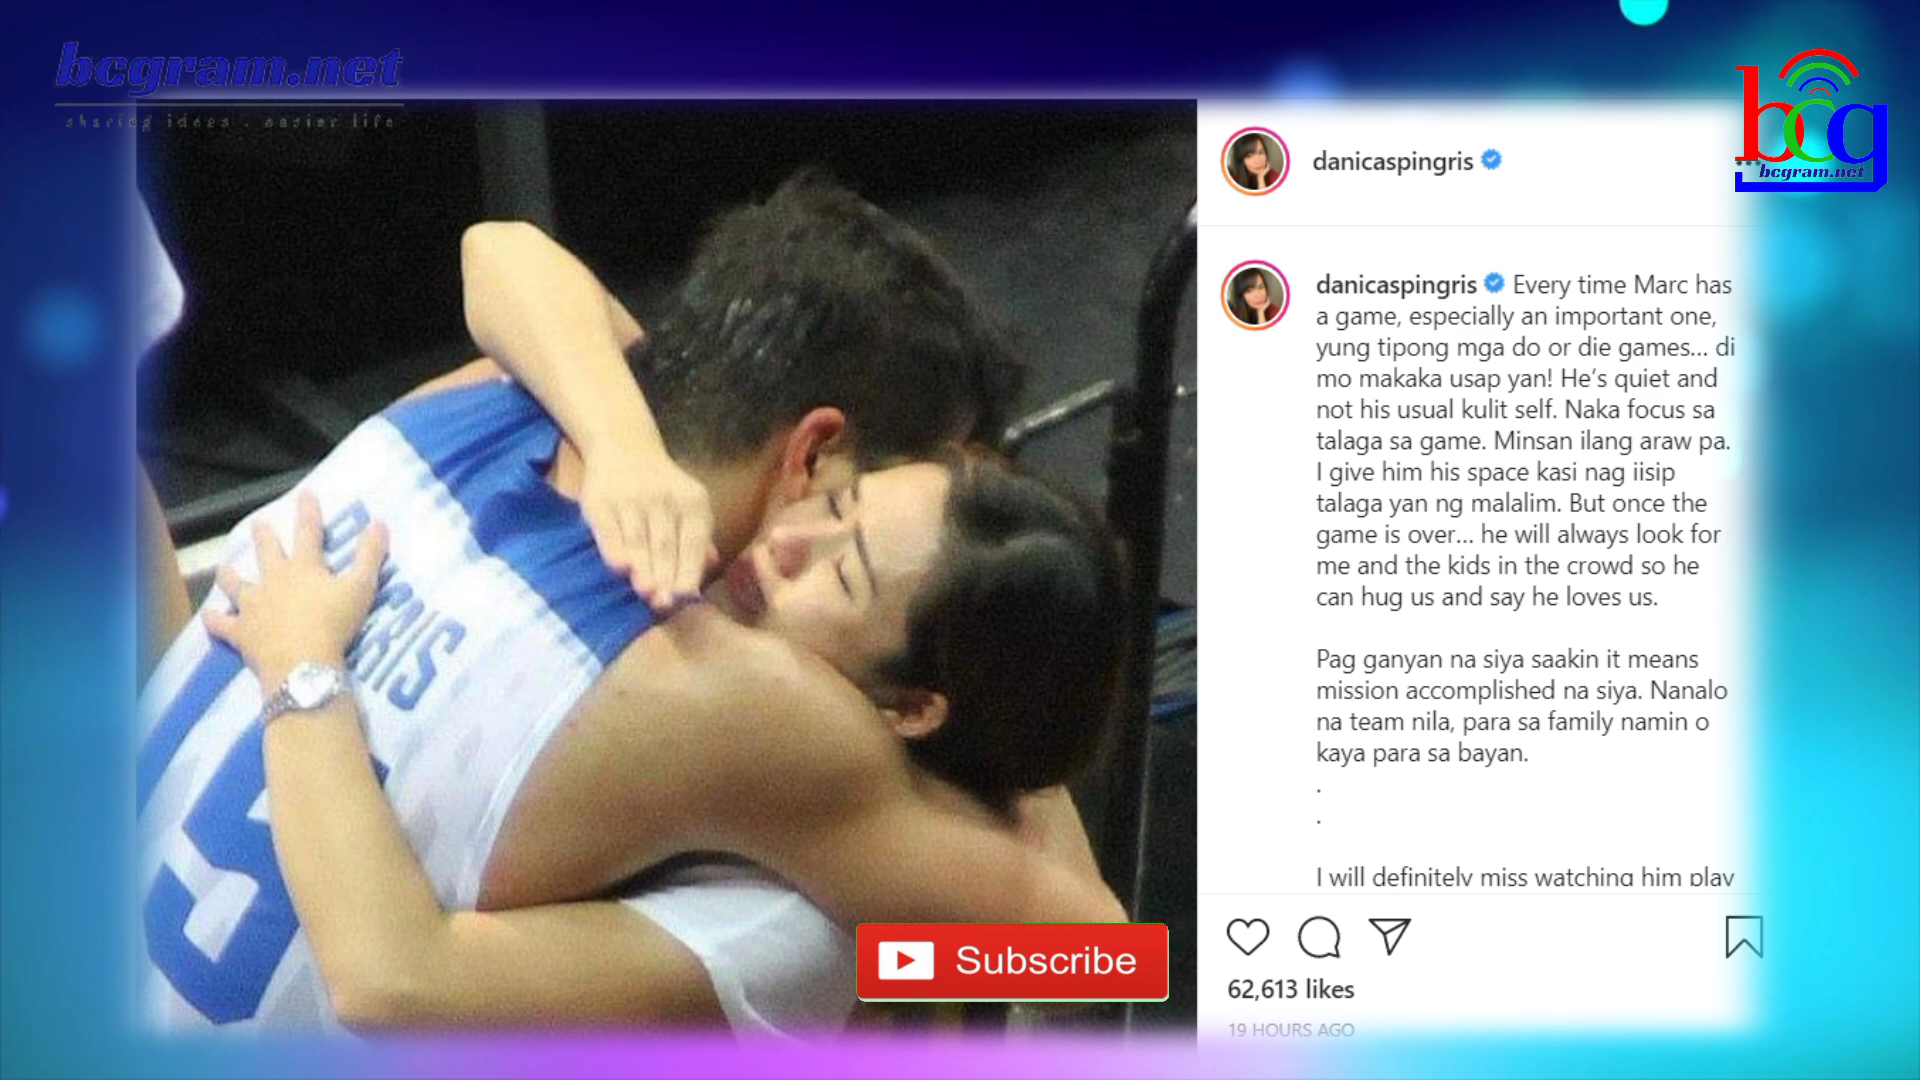 bcgram.net
sharing ideas . easier life
bcg
bcgram.net
PINGRIS
15
danicaspingris
danicaspingris Every time Marc has
a game, especially an important one,
yung tipong mga do or die games... di
mo makaka usap yan! He's quiet and
not his usual kulit self. Naka focus sa
talaga sa game. Minsan ilang araw pa.
I give him his space kasi nag iisip
talaga yan ng malalim. But once the
game is over... he will always look for
me and the kids in the crowd so he
can hug us and say he loves us.
Pag ganyan na siya saakin it means
mission accomplished na siya. Nanalo
na team nila, para sa family namin o
kaya para sa bayan.
.
.
I will definitely miss watching him play
62,613 likes
19 HOURS AGO
Subscribe